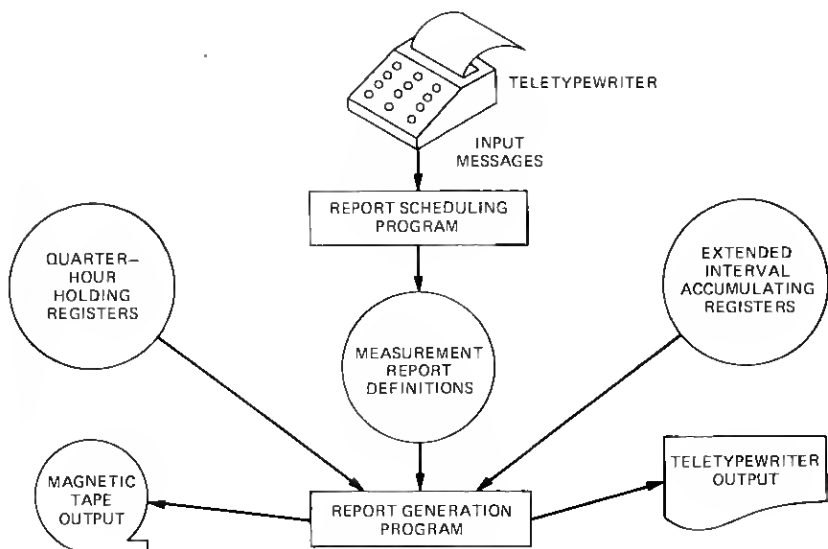 TELETYPEWRITER
INPUT
MESSAGES
REPORT SCHEDULING
PROGRAM
QUARTER–
HOUR
HOLDING
REGISTERS
EXTENDED
INTERVAL
ACCUMULATING
REGISTERS
MEASUREMENT
REPORT
DEFINITIONS
MAGNETIC
TAPE
OUTPUT
REPORT GENERATION
PROGRAM
TELETYPEWRITER
OUTPUT